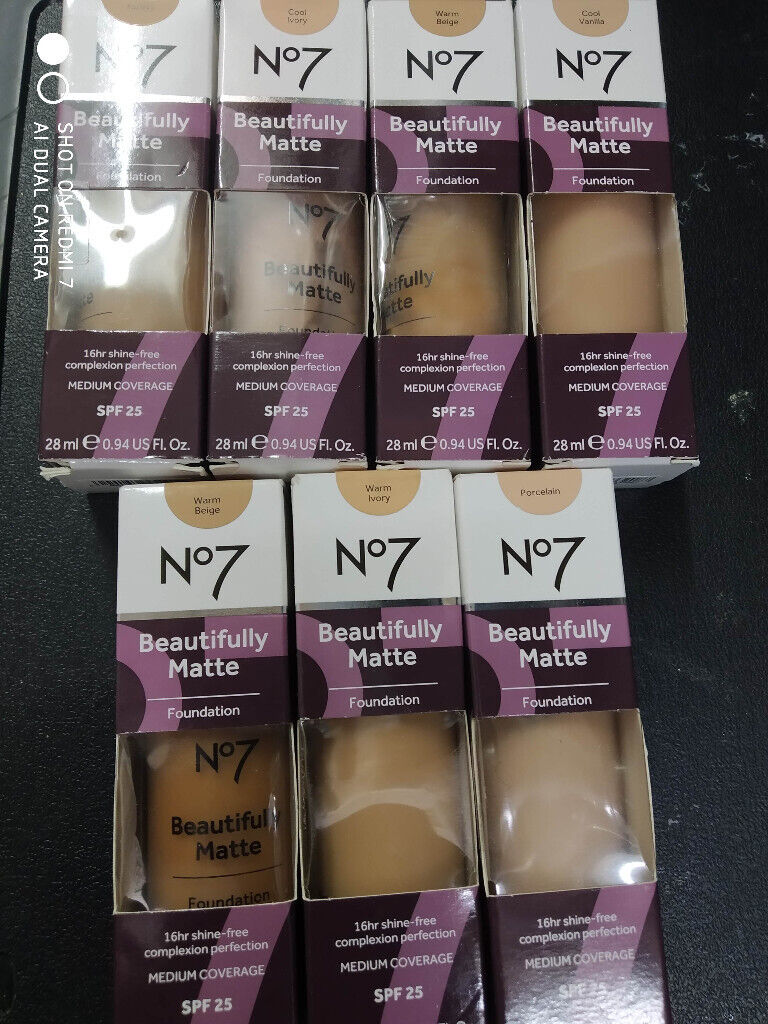 Cool
Ivory
Warm
Beige
Cool
Vanilla
Nº7
Nº7
Nº7
Nº7
Beautifully
Matte
Foundation
Beautifully
Matte
Foundation
Beautifully
Matte
Foundation
Beautifully
Matte
Foundation
Nº7
Beautifully
Matte
Foundation
16hr shine-free
complexion perfection
MEDIUM COVERAGE
SPF 25
28 ml e 0.94 US Fl. Oz.
16hr shine-free
complexion perfection
MEDIUM COVERAGE
SPF 25
28 ml e 0.94 US Fl. Oz.
16hr shine-free
complexion perfection
MEDIUM COVERAGE
SPF 25
28 ml e 0.94 US Fl. Oz.
16hr shine-free
complexion perfection
MEDIUM COVERAGE
SPF 25
28 ml e 0.94 US Fl. Oz.
Warm
Beige
Nº7
Beautifully
Matte
Foundation
Nº7
Beautifully
Matte
Foundation
16hr shine-free
complexion perfection
MEDIUM COVERAGE
SPF 25
Warm
Ivory
Nº7
Beautifully
Matte
Foundation
16hr shine-free
complexion perfection
MEDIUM COVERAGE
SPF 25
Porcelain
Nº7
Beautifully
Matte
Foundation
16hr shine-free
complexion perfection
MEDIUM COVERAGE
SPF 25
SHOT ON REDMI 7
AI DUAL CAMERA